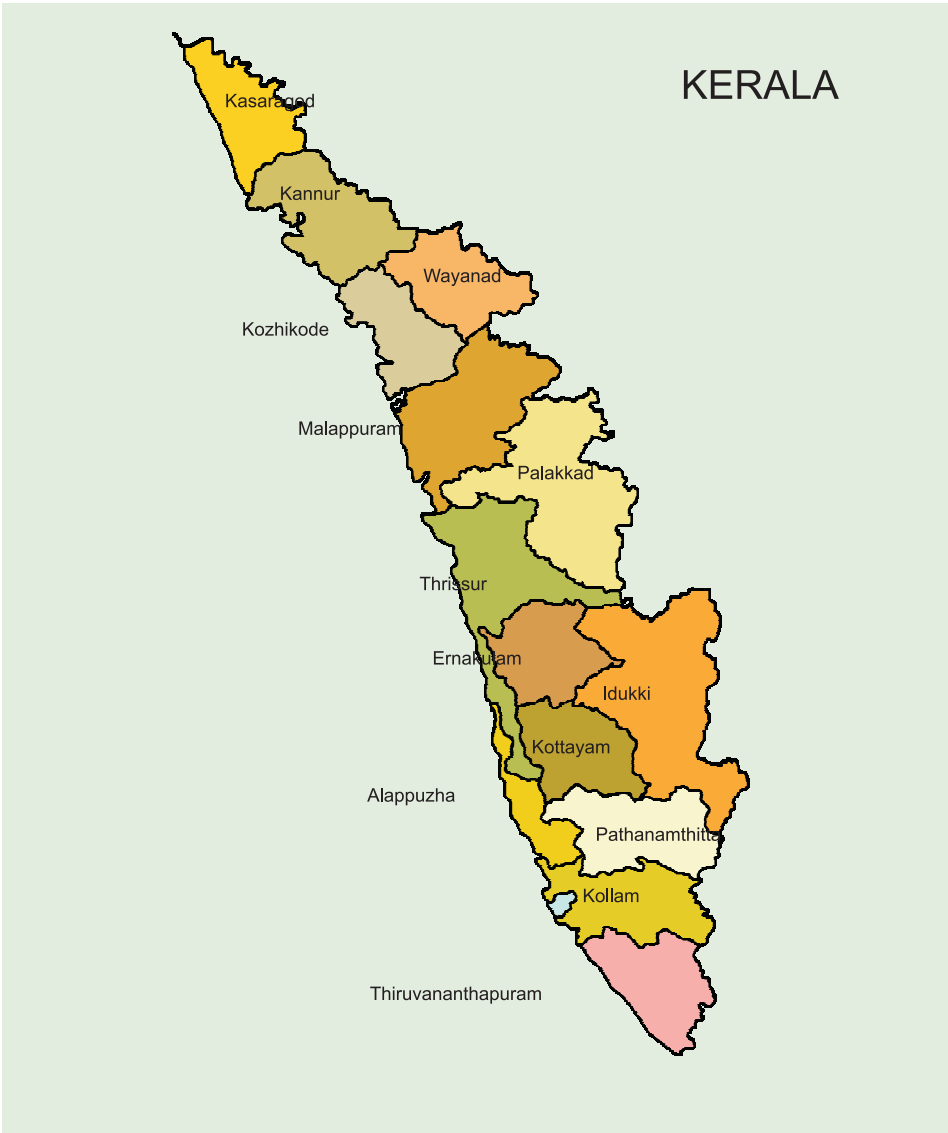 KERALA
Kasaragod
Kannur
Wayanad
Kozhikode
Malappuram
Palakkad
Thrissur
Ernakulam
Idukki
Kottayam
Alappuzha
Pathanamthitta
Kollam
Thiruvananthapuram